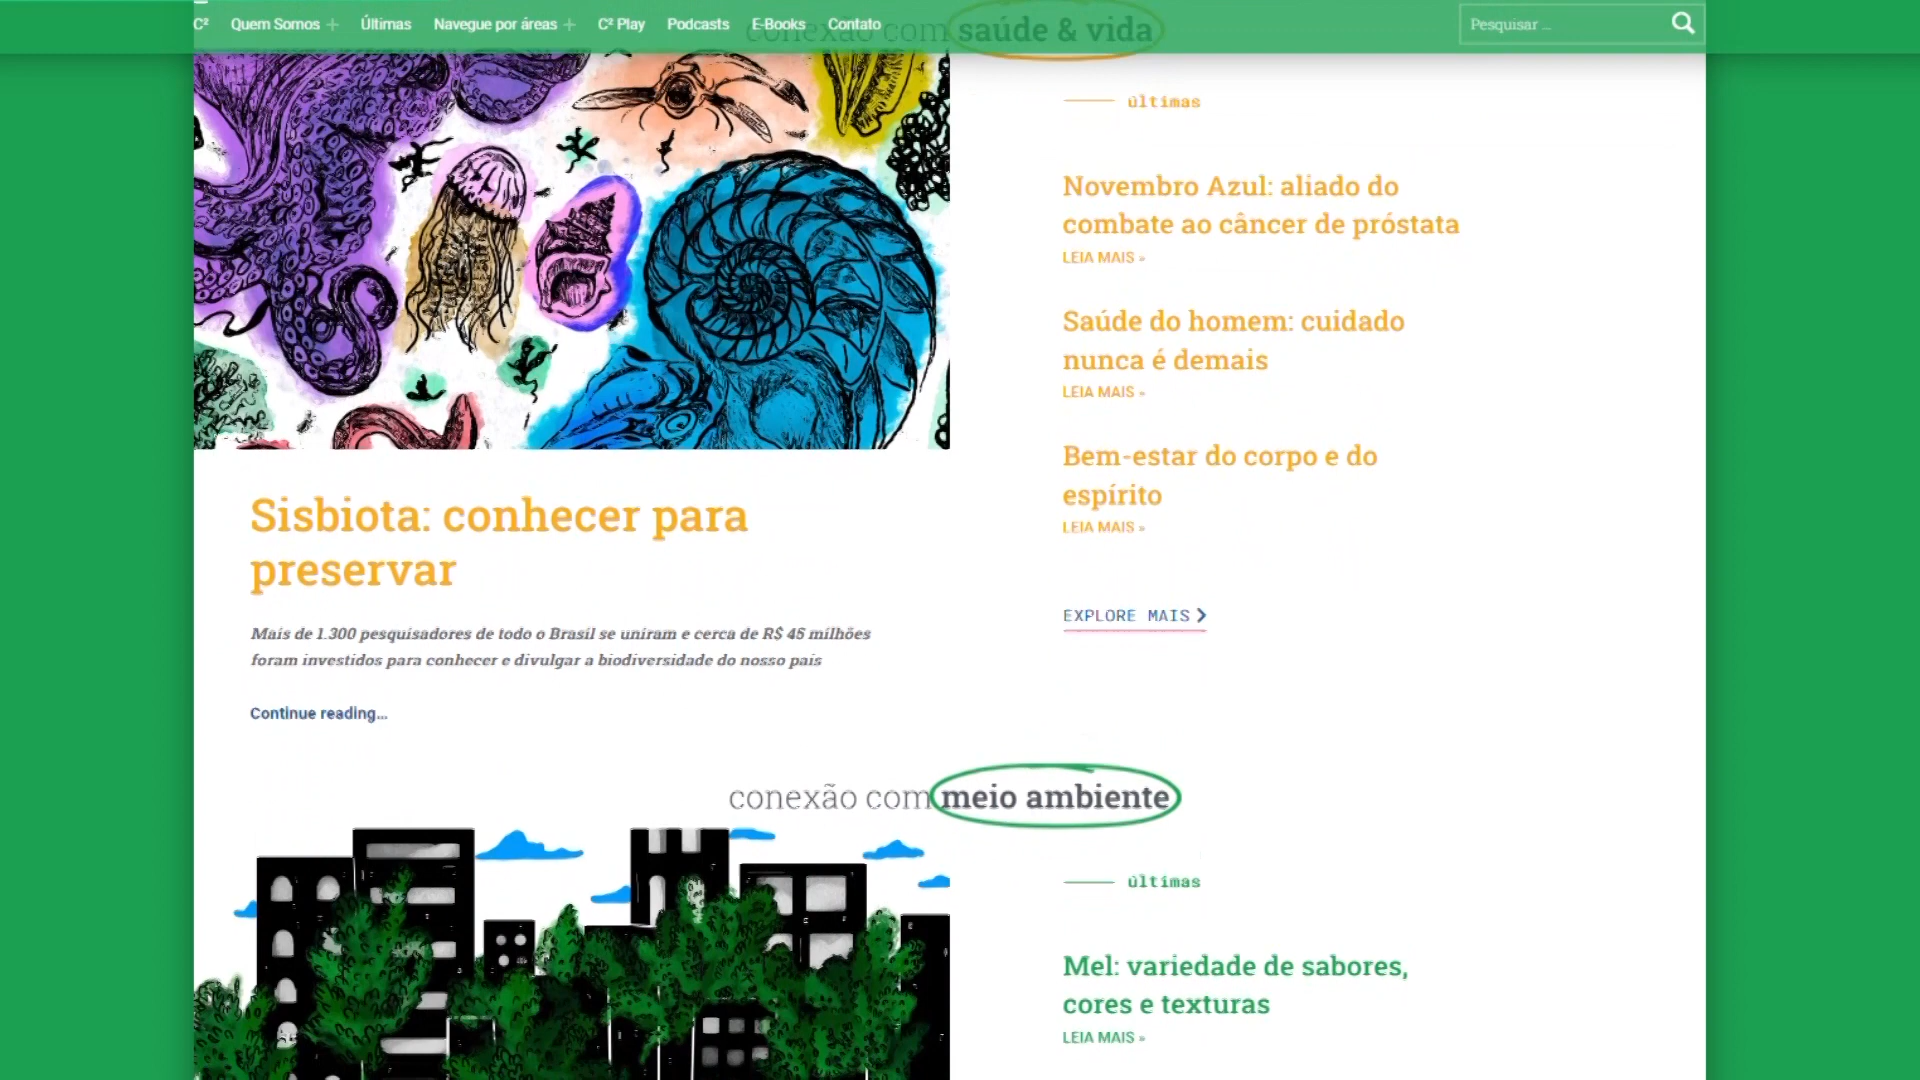 C² Quem Somos + Últimas Navegue por áreas + C² Play Podcasts E-Books Contato Pesquisar ...
conexão com saúde & vida
últimas
Novembro Azul: aliado do
combate ao câncer de próstata
LEIA MAIS »
Saúde do homem: cuidado
nunca é demais
LEIA MAIS »
Bem-estar do corpo e do
espírito
LEIA MAIS »
EXPLORE MAIS
Sisbiota: conhecer para
preservar
Mais de 1.300 pesquisadores de todo o Brasil se uniram e cerca de R$ 45 milhões
foram investidos para conhecer e divulgar a biodiversidade do nosso país
Continue reading...
conexão com meio ambiente
últimas
Mel: variedade de sabores,
cores e texturas
LEIA MAIS »